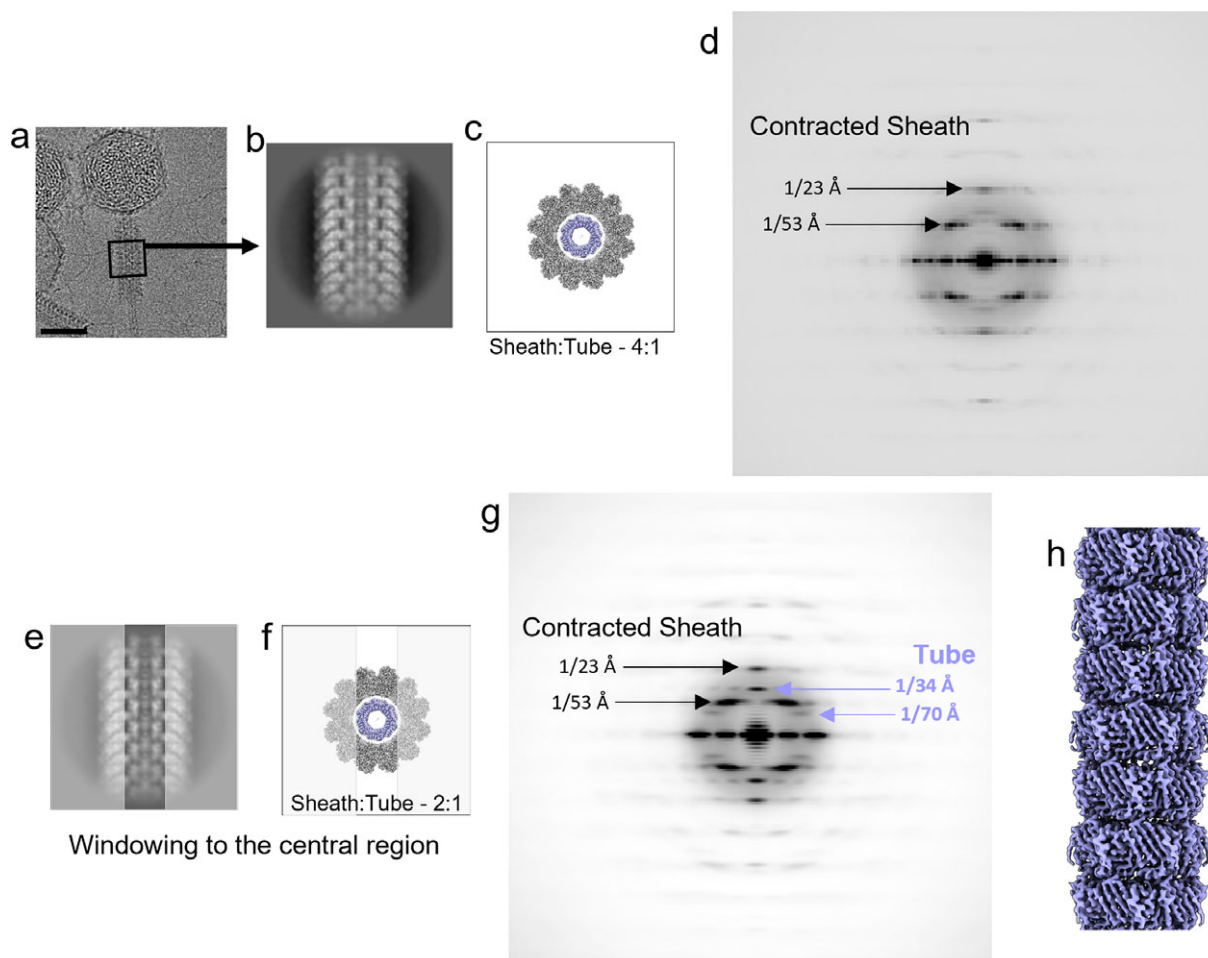 a
b
c
Sheath:Tube - 4:1
d
Contracted Sheath
1/23 Å
1/53 Å
e
Windowing to the central region
f
Sheath:Tube - 2:1
g
Contracted Sheath
1/23 Å
1/53 Å
Tube
1/34 Å
1/70 Å
h